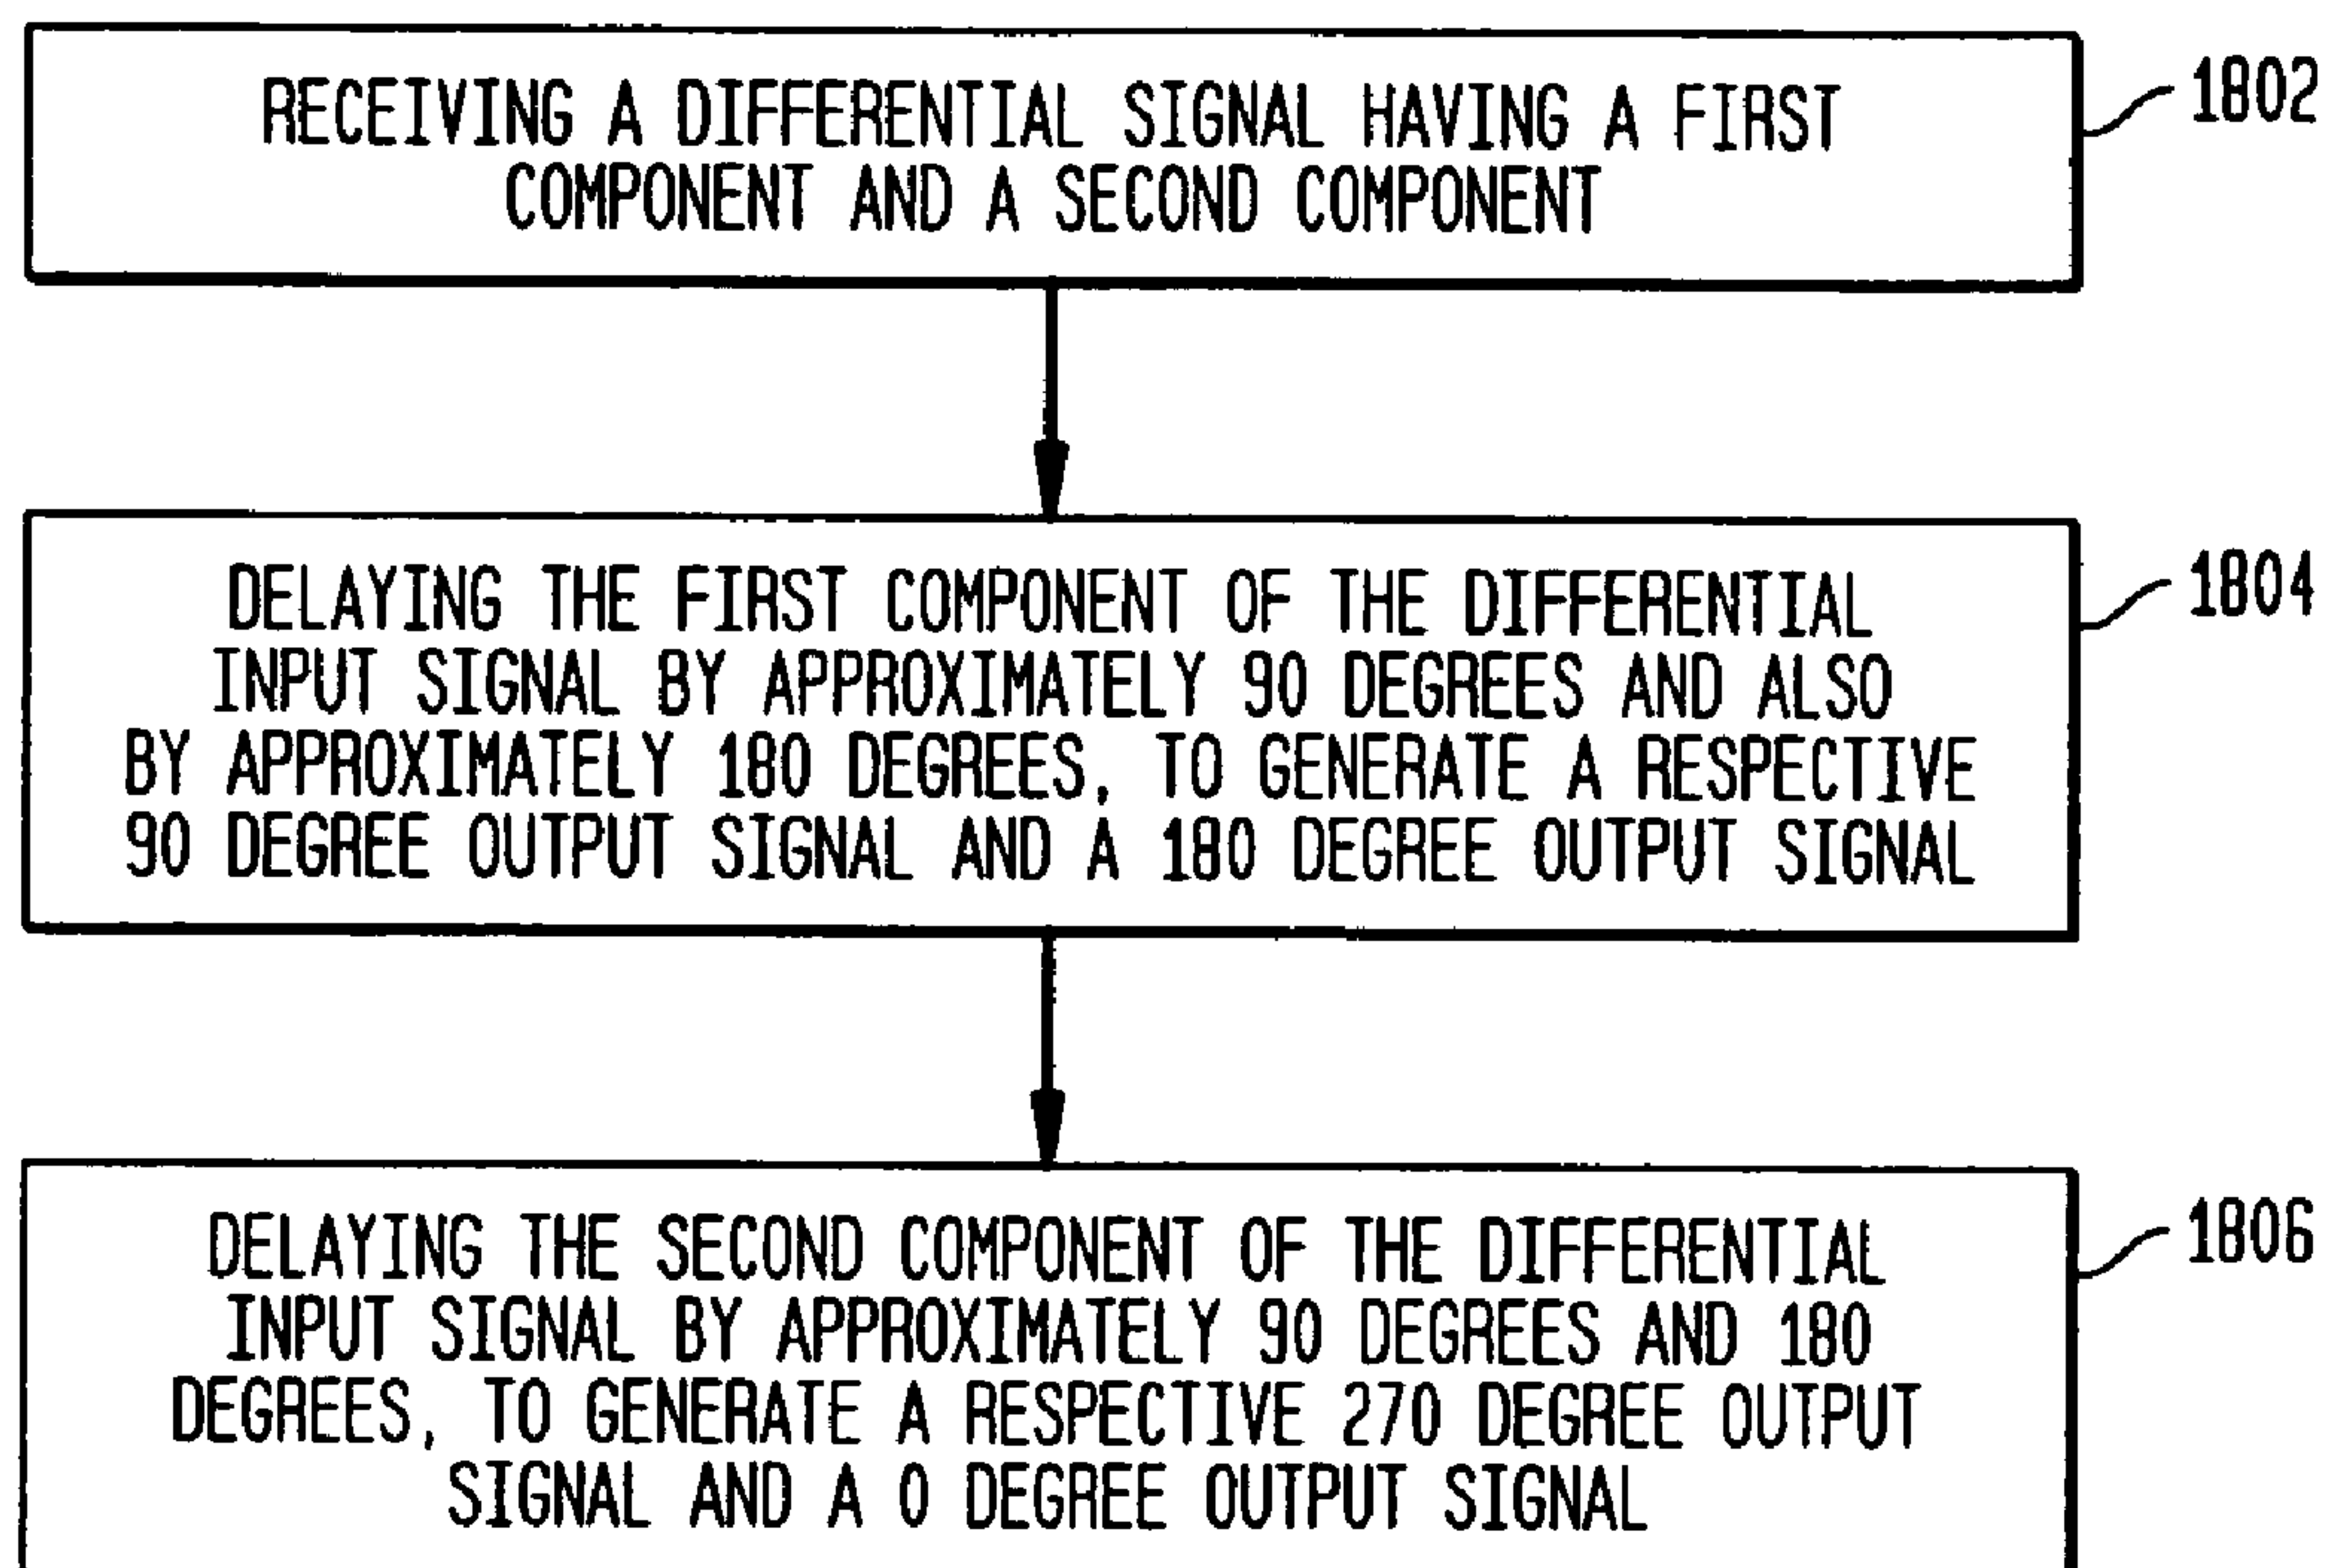 RECEIVING A DIFFERENTIAL SIGNAL HAVING A FIRST
COMPONENT AND A SECOND COMPONENT
1802
DELAYING THE FIRST COMPONENT OF THE DIFFERENTIAL
INPUT SIGNAL BY APPROXIMATELY 90 DEGREES AND ALSO
BY APPROXIMATELY 180 DEGREES, TO GENERATE A RESPECTIVE
90 DEGREE OUTPUT SIGNAL AND A 180 DEGREE OUTPUT SIGNAL
1804
DELAYING THE SECOND COMPONENT OF THE DIFFERENTIAL
INPUT SIGNAL BY APPROXIMATELY 90 DEGREES AND 180
DEGREES, TO GENERATE A RESPECTIVE 270 DEGREE OUTPUT
SIGNAL AND A 0 DEGREE OUTPUT SIGNAL
1806